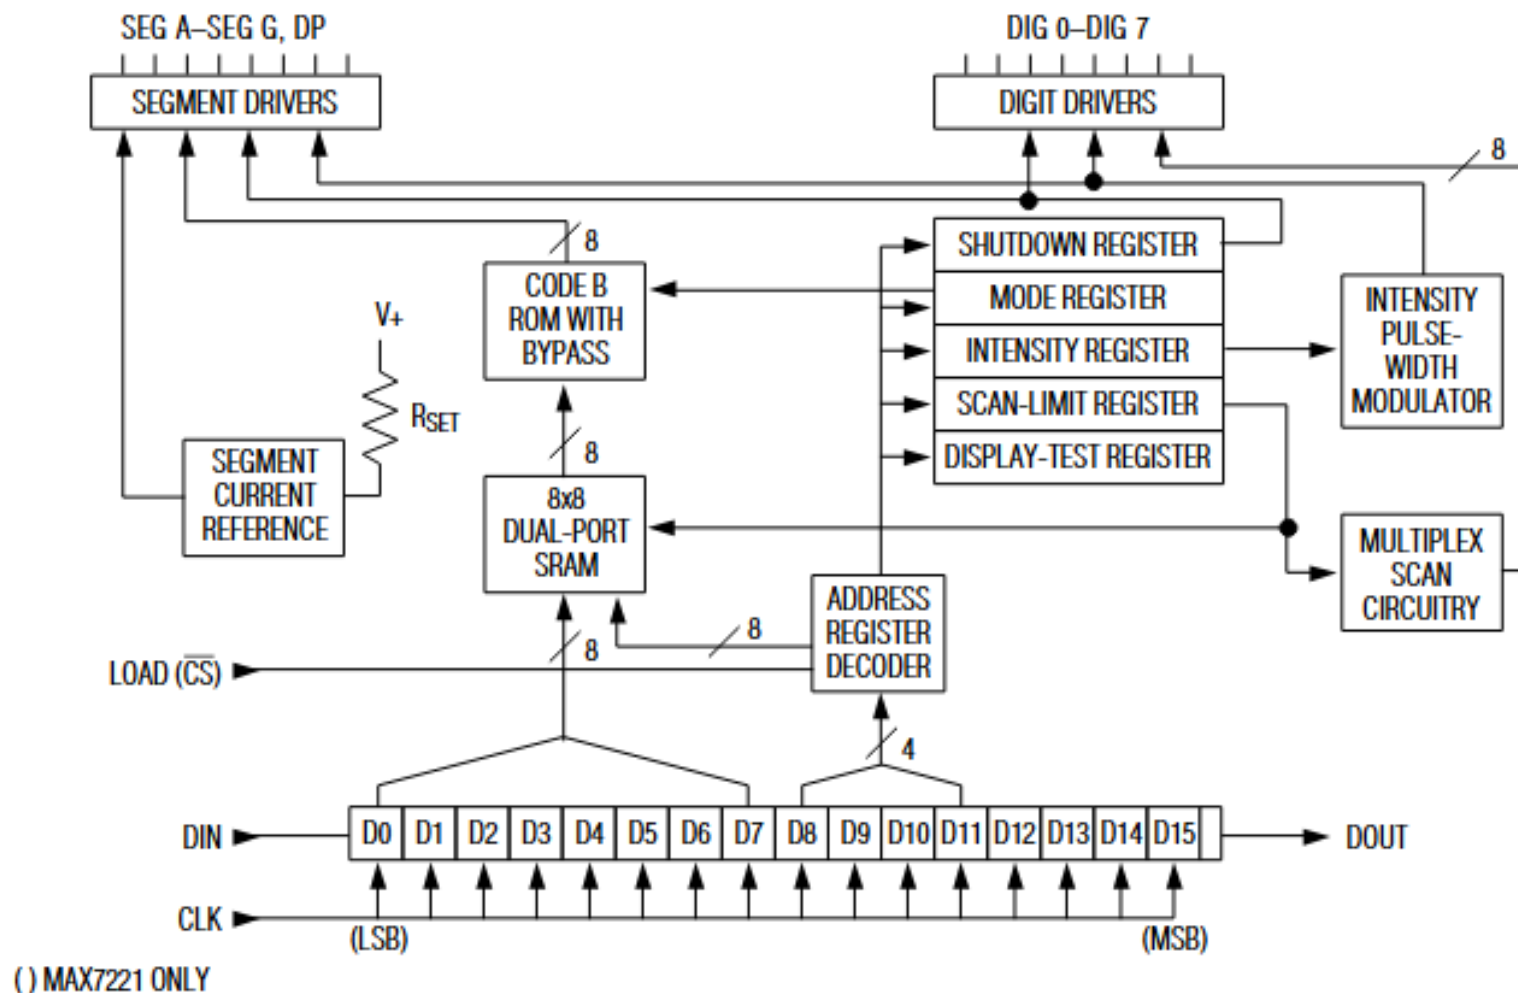 SEG A–SEG G, DP
DIG 0–DIG 7
SEGMENT DRIVERS
DIGIT DRIVERS
8
8
SHUTDOWN REGISTER
MODE REGISTER
INTENSITY REGISTER
SCAN-LIMIT REGISTER
DISPLAY-TEST REGISTER
CODE B
ROM WITH
BYPASS
INTENSITY
PULSE-
WIDTH
MODULATOR
V+
RSET
8
SEGMENT
CURRENT
REFERENCE
8x8
DUAL-PORT
SRAM
MULTIPLEX
SCAN
CIRCUITRY
ADDRESS
REGISTER
DECODER
8
8
LOAD (C̅S̅)
4
DIN
D0 D1 D2 D3 D4 D5 D6 D7 D8 D9 D10 D11 D12 D13 D14 D15
DOUT
CLK
(LSB)
(MSB)
( ) MAX7221 ONLY